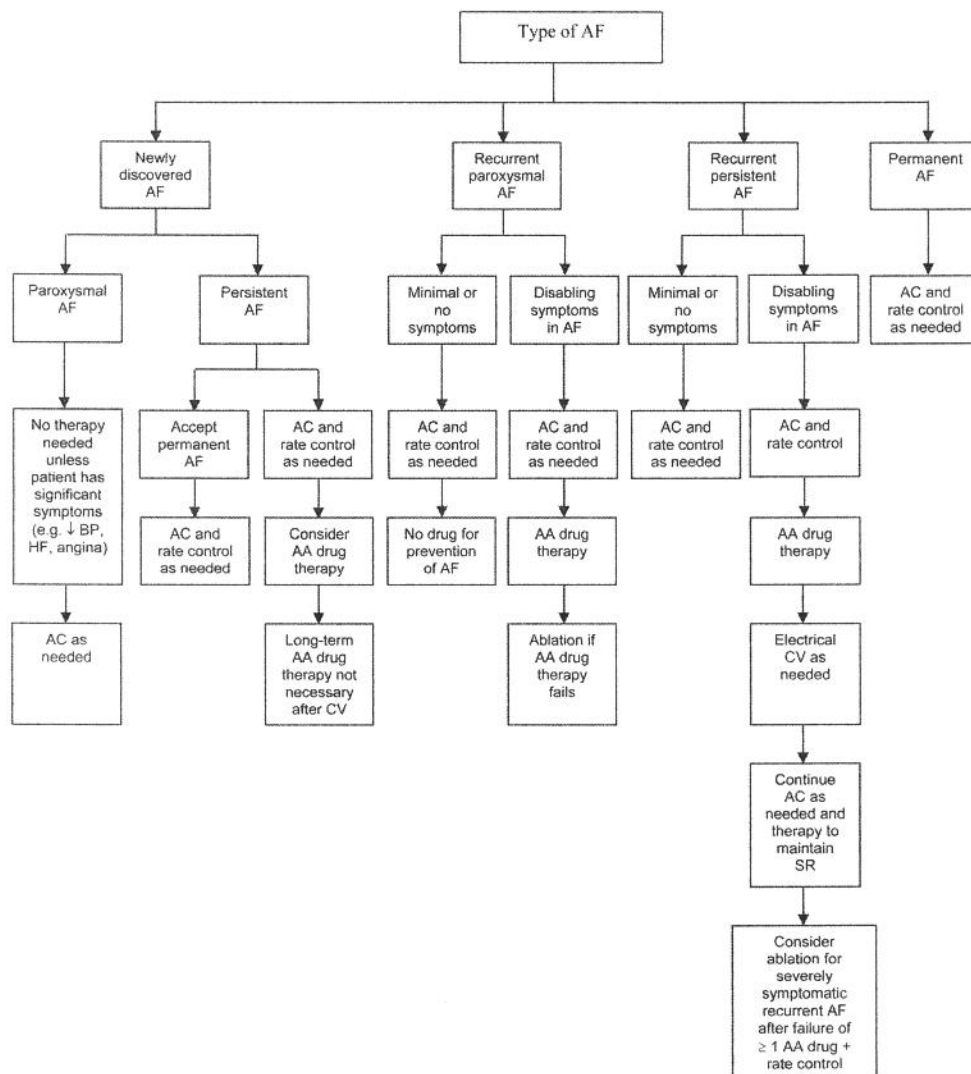 Type of AF
Newly
discovered
AF
Recurrent
paroxysmal
AF
Recurrent
persistent
AF
Permanent
AF
Paroxysmal
AF
Persistent
AF
Minimal or
no
symptoms
Disabling
symptoms
in AF
Minimal or
no
symptoms
Disabling
symptoms
in AF
AC and
rate control
as needed
No therapy
needed
unless
patient has
significant
symptoms
(e.g. ↓ BP,
HF, angina)
Accept
permanent
AF
AC and
rate control
as needed
AC and
rate control
as needed
AC and
rate control
as needed
AC and
rate control
as needed
AC and
rate control
AC and
rate control
as needed
Consider
AA drug
therapy
No drug for
prevention
of AF
AA drug
therapy
AA drug
therapy
AC as
needed
Long-term
AA drug
therapy not
necessary
after CV
Ablation if
AA drug
therapy
fails
Electrical
CV as
needed
Continue
AC as
needed and
therapy to
maintain
SR
Consider
ablation for
severely
symptomatic
recurrent AF
after failure of
≥ 1 AA drug +
rate control